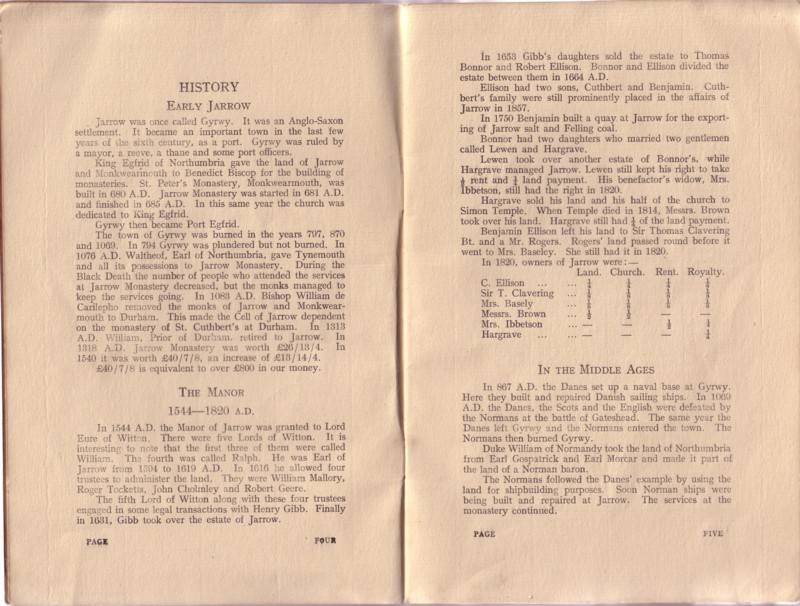 HISTORY
EARLY JARROW
Jarrow was once called Gyrwy. It was an Anglo-Saxon
settlement. It became an important town in the last few
years of the sixth century, as a port. Gyrwy was ruled by
a mayor, a reeve, a thane and some port officers.
King Egfrid of Northumbria gave the land of Jarrow
and Monkwearmouth to Benedict Biscop for the building of
monasteries. St. Peter's Monastery, Monkwearmouth, was
built in 680 A.D. Jarrow Monastery was started in 681 A.D.
and finished in 685 A.D. In this same year the church was
dedicated to King Egfrid.
Gyrwy then became Port Egfrid.
The town of Gyrwy was burned in the years 797, 870
and 1069. In 794 Gyrwy was plundered but not burned. In
1076 A.D. Waltheof, Earl of Northumbria, gave Tynemouth
and all its possessions to Jarrow Monastery. During the
Black Death the number of people who attended the services
at Jarrow Monastery decreased, but the monks managed to
keep the services going. In 1083 A.D. Bishop William de
Carilepho removed the monks of Jarrow and Monkwear-
mouth to Durham. This made the Cell of Jarrow dependent
on the monastery of St. Cuthbert's at Durham. In 1313
A.D. William, Prior of Durham, retired to Jarrow. In
1318 A.D. Jarrow Monastery was worth £26/13/4. In
1540 it was worth £40/7/8, an increase of £13/14/4.
£40/7/8 is equivalent to over £800 in our money.
THE MANOR
1544—1820 A.D.
In 1544 A.D. the Manor of Jarrow was granted to Lord
Eure of Witton. There were five Lords of Witton. It is
interesting to note that the first three of them were called
William. The fourth was called Ralph. He was Earl of
Jarrow from 1594 to 1619 A.D. In 1616 he allowed four
trustees to administer the land. They were William Mallory,
Roger Tocketts, John Cholmley and Robert Geere.
The fifth Lord of Witton along with these four trustees
engaged in some legal transactions with Henry Gibb. Finally
in 1631, Gibb took over the estate of Jarrow.
PAGE FOUR
In 1653 Gibb's daughters sold the estate to Thomas
Bonnor and Robert Ellison. Bonnor and Ellison divided the
estate between them in 1664 A.D.
Ellison had two sons, Cuthbert and Benjamin. Cuth-
bert's family were still prominently placed in the affairs of
Jarrow in 1857.
In 1750 Benjamin built a quay at Jarrow for the export-
ing of Jarrow salt and Felling coal.
Bonnor had two daughters who married two gentlemen
called Lewen and Hargrave.
Lewen took over another estate of Bonnor's, while
Hargrave managed Jarrow. Lewen still kept his right to take
rent and land payment. His benefactor's widow, Mrs.
Ibbetson, still had the right in 1820.
Hargrave sold his land and his half of the church to
Simon Temple. When Temple died in 1814, Messrs. Brown
took over his land. Hargrave still had ¼ of the land payment.
Benjamin Ellison left his land to Sir Thomas Clavering
Bt. and a Mr. Rogers. Rogers' land passed round before it
went to Mrs. Baseley. She still had it in 1820.
In 1820, owners of Jarrow were:—
Land. Church. Rent. Royalty.
C. Ellison ... ...
Sir T. Clavering ...
Mrs. Basely ...
Messrs. Brown ... — —
Mrs. Ibbetson ... — —
Hargrave ... — — —
IN THE MIDDLE AGES
In 867 A.D. the Danes set up a naval base at Gyrwy.
Here they built and repaired Danish sailing ships. In 1069
A.D. the Danes, the Scots and the English were defeated by
the Normans at the battle of Gateshead. The same year the
Danes left Gyrwy and the Normans entered the town. The
Normans then burned Gyrwy.
Duke William of Normandy took the land of Northumbria
from Earl Gospatrick and Earl Morcar and made it part of
the land of a Norman baron.
The Normans followed the Danes' example by using the
land for shipbuilding purposes. Soon Norman ships were
being built and repaired at Jarrow. The services at the
monastery continued.
PAGE FIVE